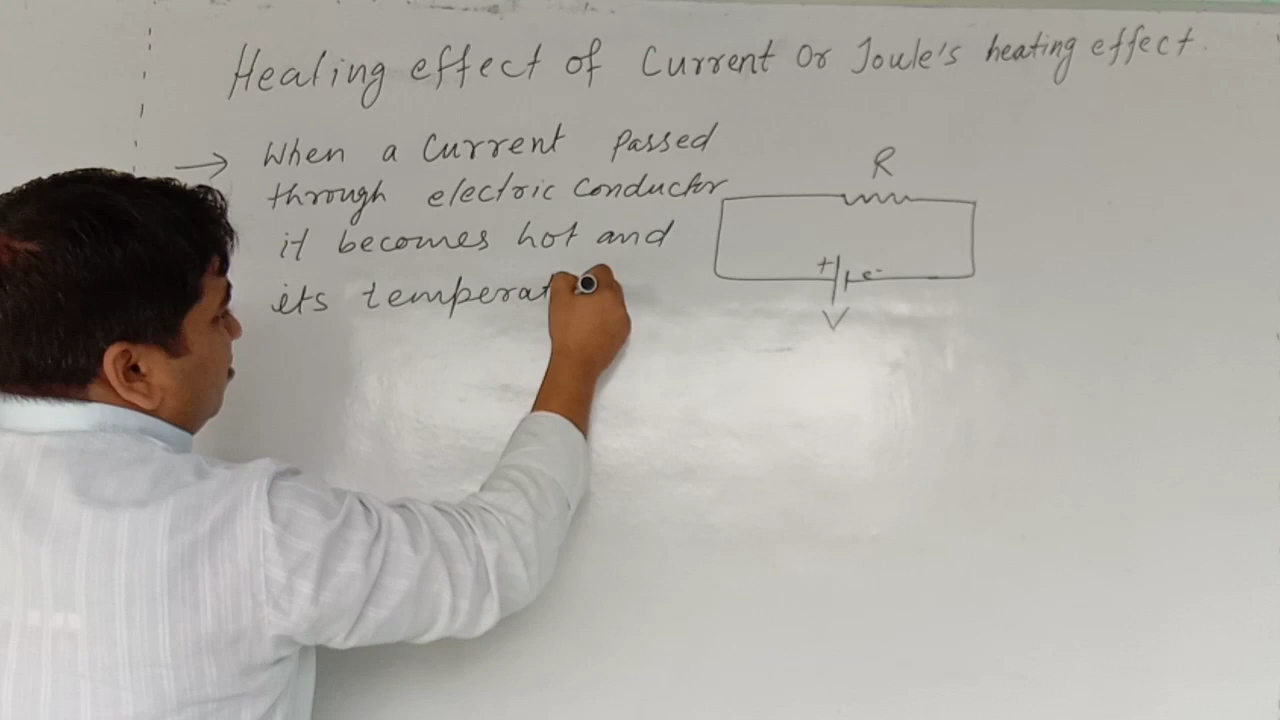 Heating effect of Current Or Joule's heating effect.
→ When a Current Passed
through electric Conductor
it becomes hot and
its temperat
R
+ e-
V